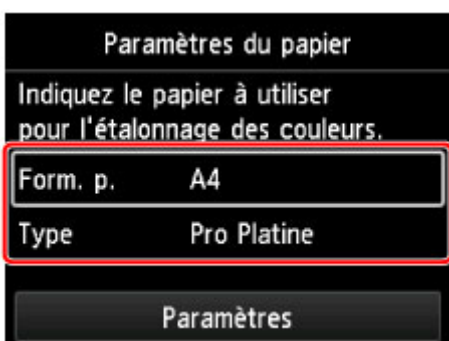 Paramètres du papier
Indiquez le papier à utiliser
pour l'étalonnage des couleurs.
Form. p. A4
Type Pro Platine
Paramètres